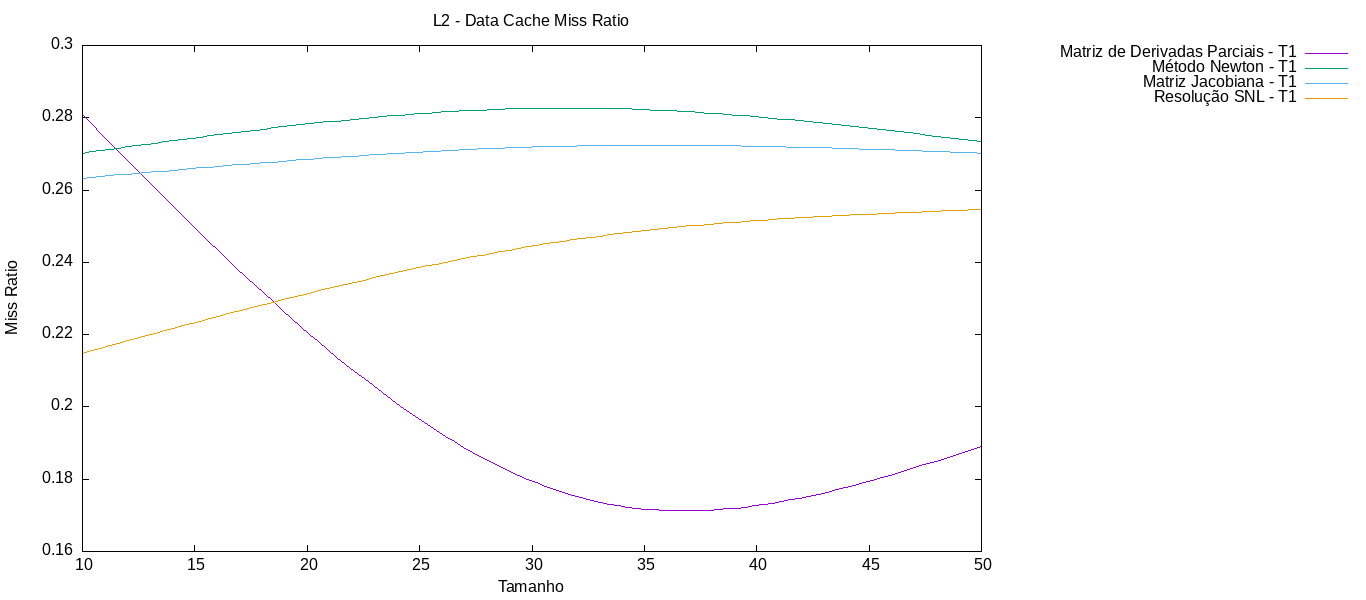 L2 - Data Cache Miss Ratio
0.3
0.28
0.26
0.24
0.22
0.2
0.18
0.16
Miss Ratio
10 15 20 25 30 35 40 45 50
Tamanho
Matriz de Derivadas Parciais - T1
Método Newton - T1
Matriz Jacobiana - T1
Resolução SNL - T1